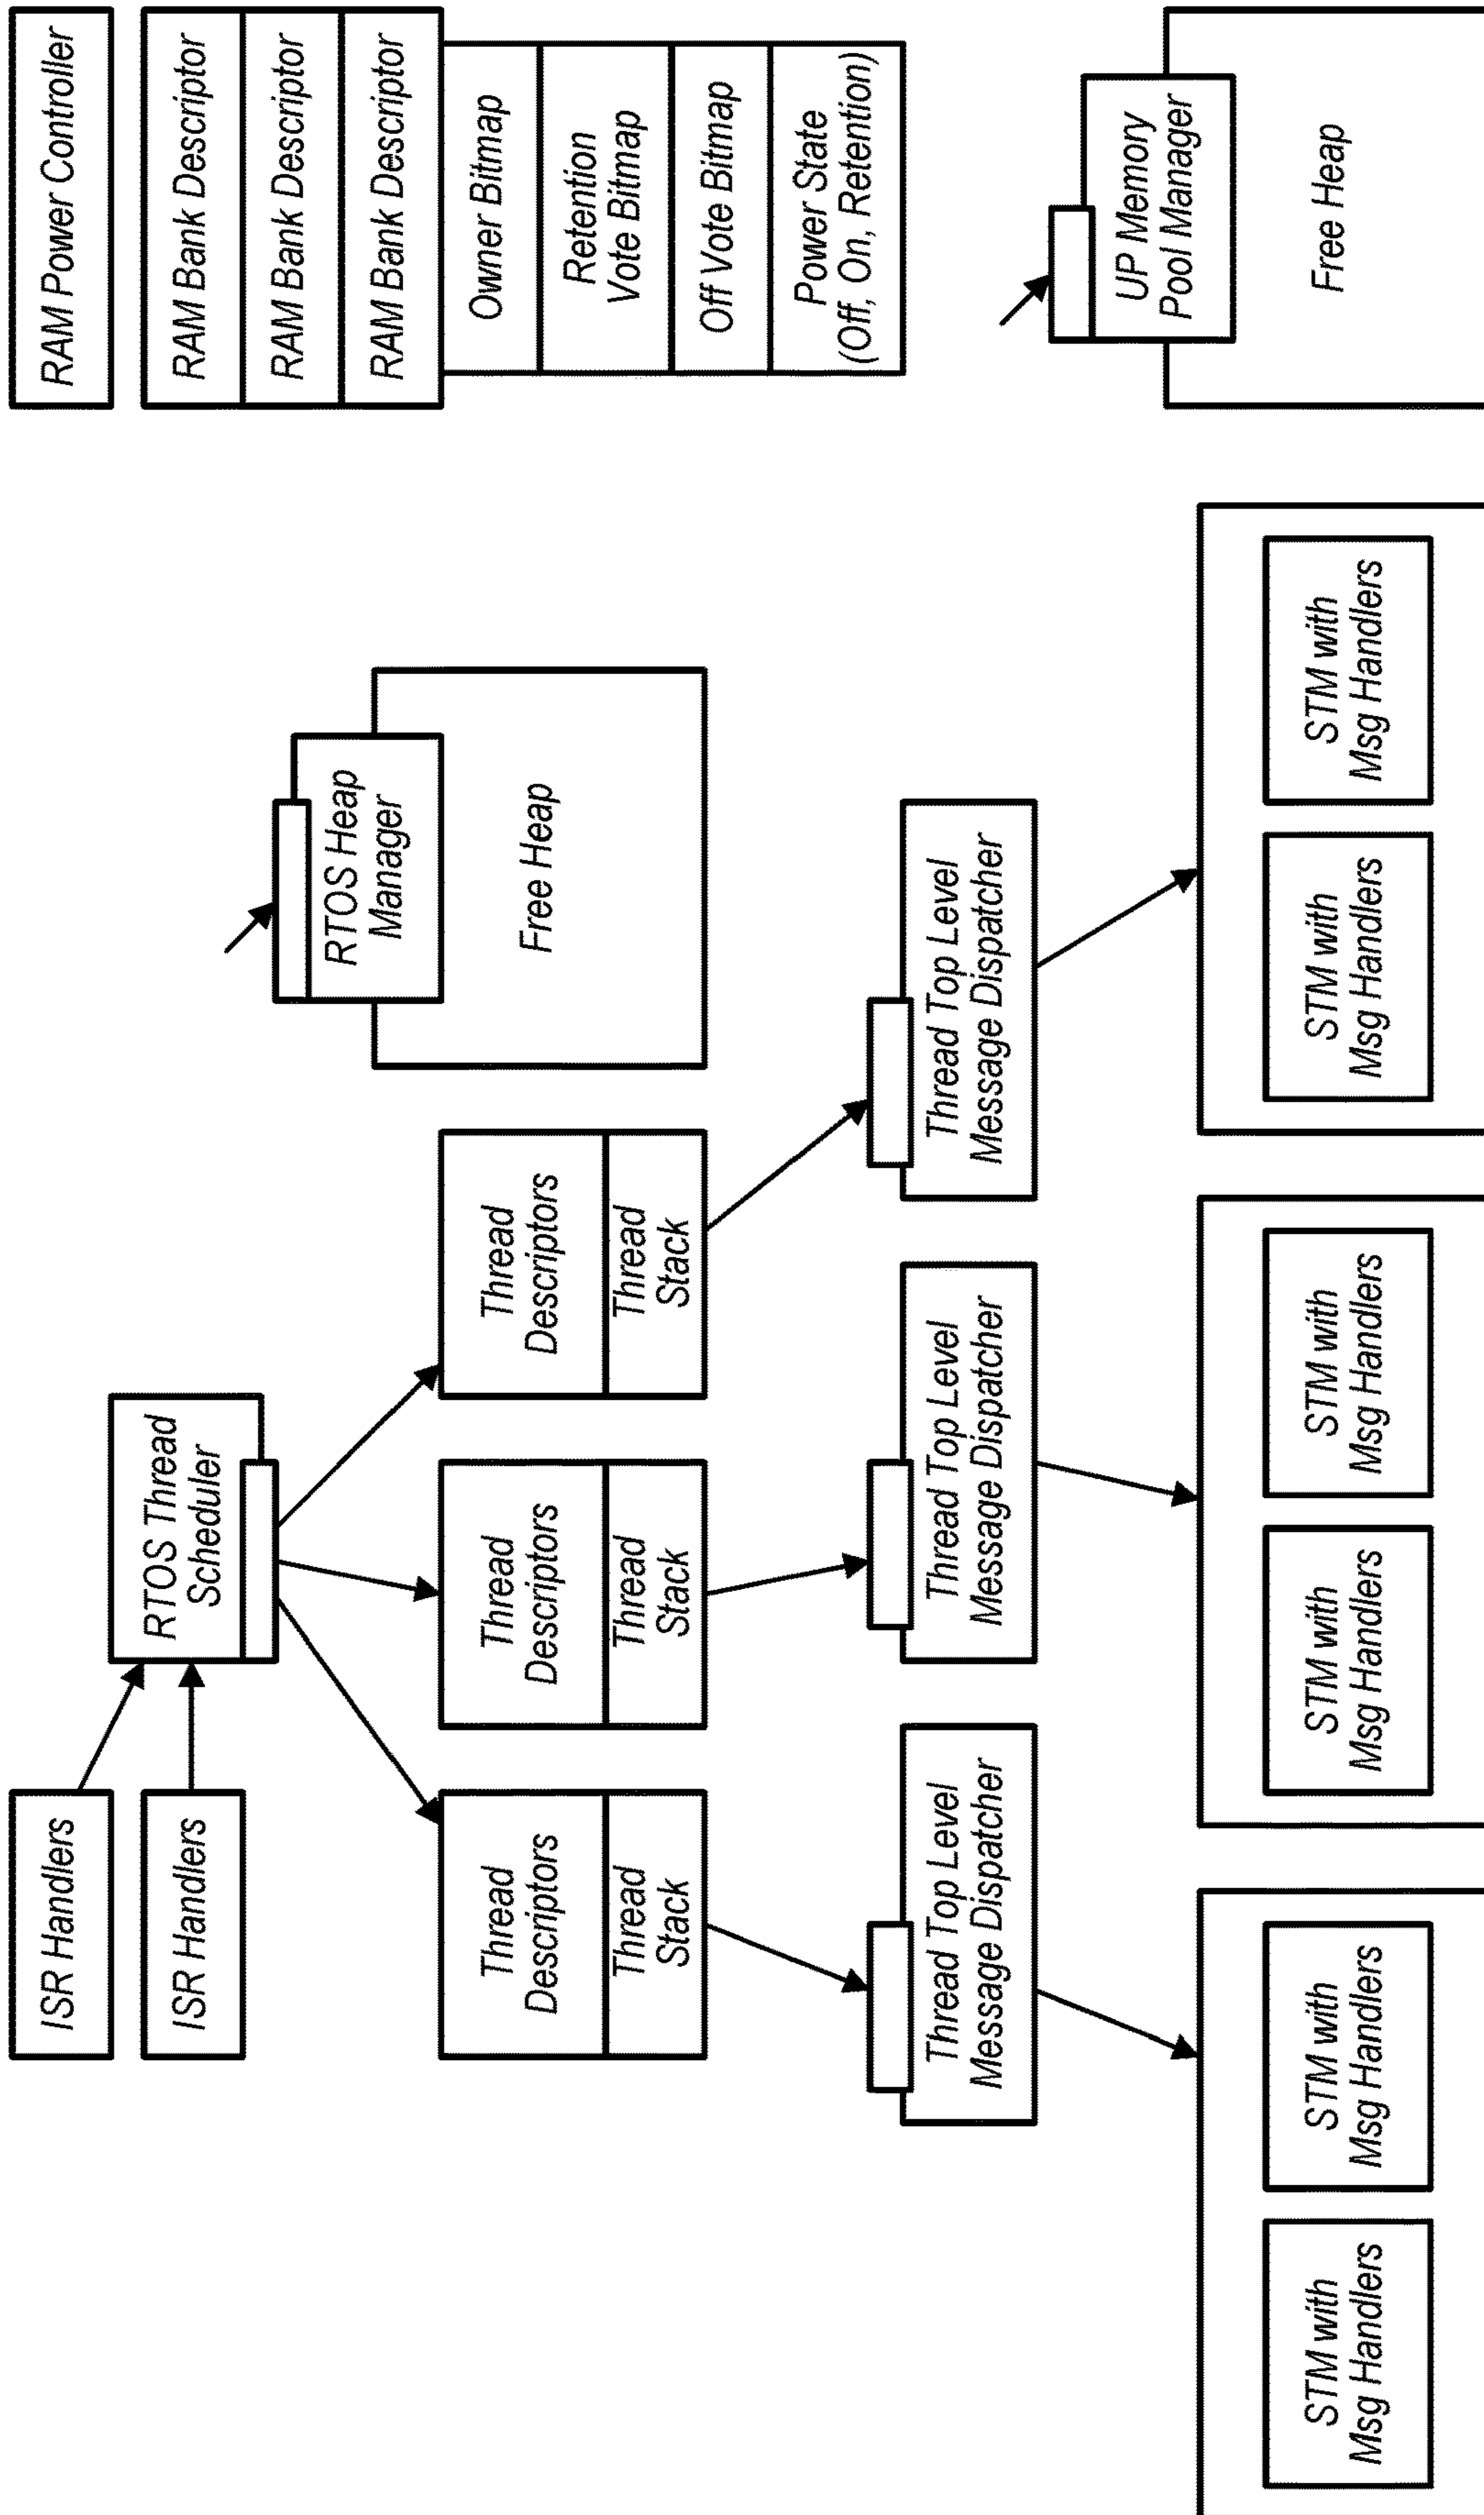 ISR Handlers
ISR Handlers
RTOS Thread
Scheduler
RAM Power Controller
RAM Bank Descriptor
RAM Bank Descriptor
RAM Bank Descriptor
Owner Bitmap
Retention
Vote Bitmap
Off Vote Bitmap
Power State
(Off, On, Retention)
RTOS Heap
Manager
Free Heap
Thread
Descriptors
Thread
Stack
Thread
Descriptors
Thread
Stack
Thread
Descriptors
Thread
Stack
Thread Top Level
Message Dispatcher
Thread Top Level
Message Dispatcher
Thread Top Level
Message Dispatcher
UP Memory
Pool Manager
Free Heap
STM with
Msg Handlers
STM with
Msg Handlers
STM with
Msg Handlers
STM with
Msg Handlers
STM with
Msg Handlers
STM with
Msg Handlers